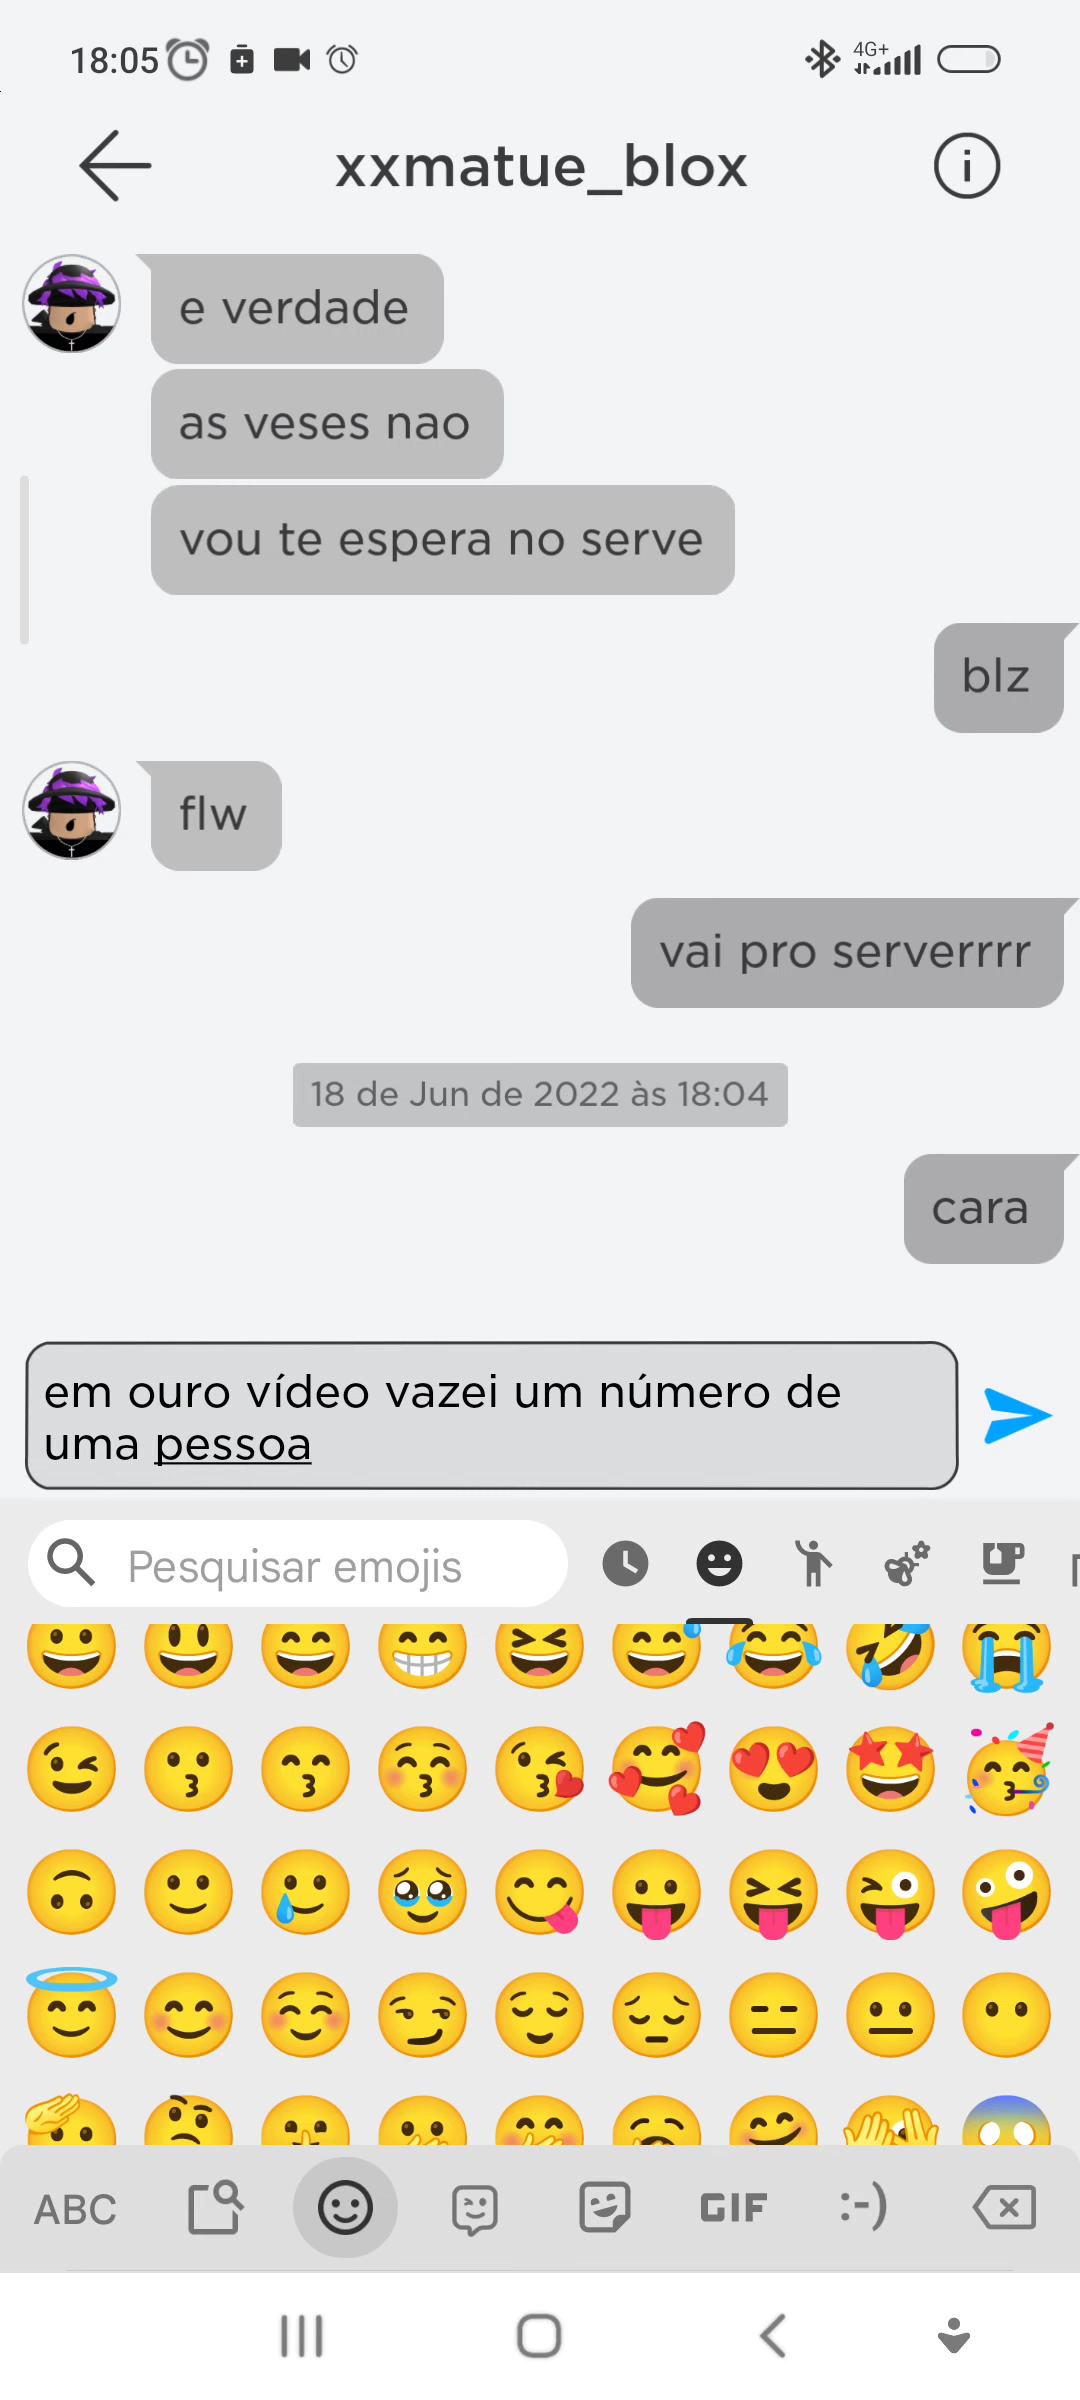 18:05
4G+
xxmatue_blox
e verdade
as veses nao
vou te espera no serve
blz
flw
vai pro serverrrr
18 de Jun de 2022 às 18:04
cara
em ouro vídeo vazei um número de
uma pessoa
Pesquisar emojis
ABC
GIF
:-)